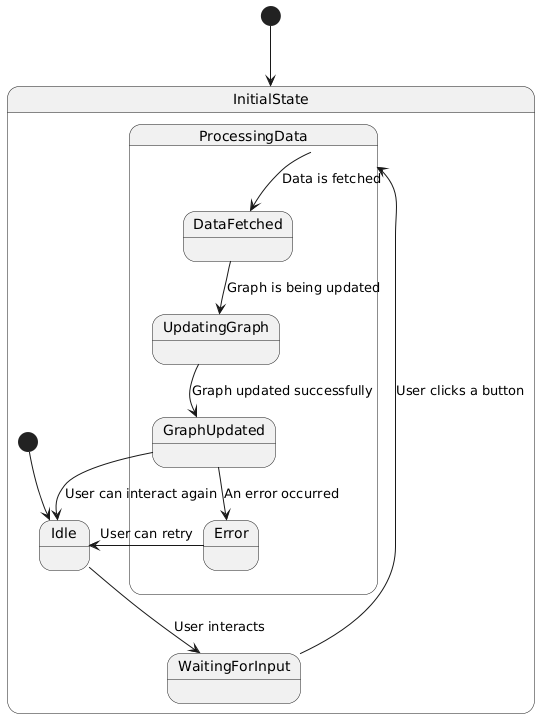 InitialState
ProcessingData
Data is fetched
DataFetched
Graph is being updated
UpdatingGraph
Graph updated successfully
User clicks a button
GraphUpdated
User can interact again
An error occurred
Idle
User can retry
Error
User interacts
WaitingForInput